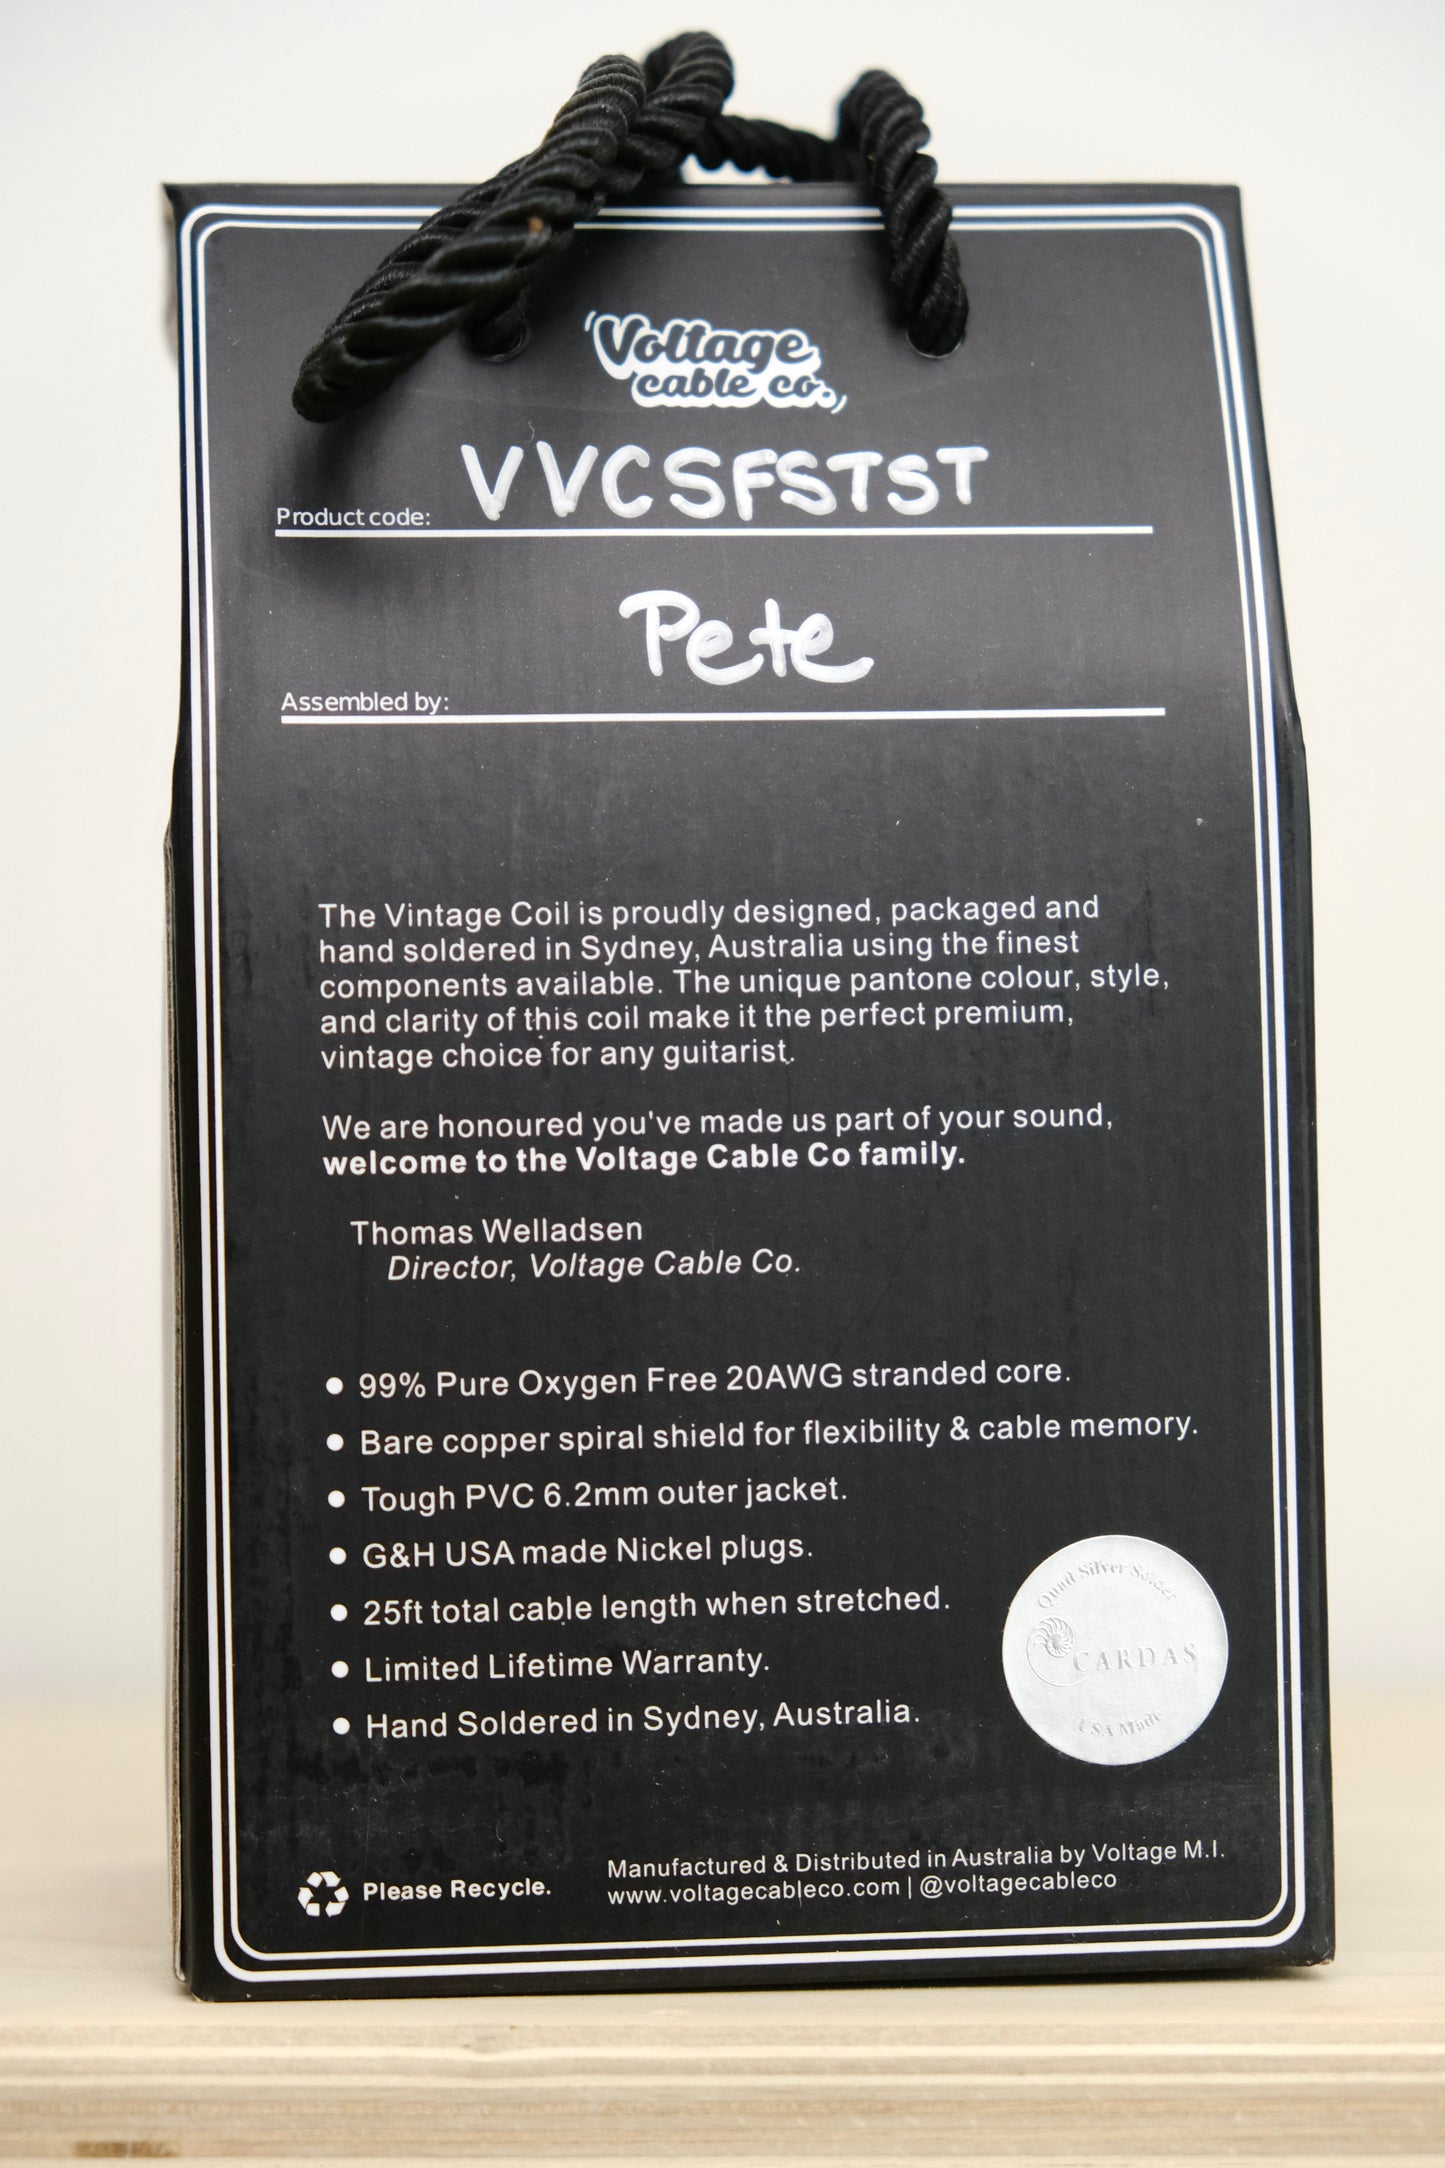 Voltage
cable co.
VVCSFSTST
Product code:
Pete
Assembled by:
The Vintage Coil is proudly designed, packaged and
hand soldered in Sydney, Australia using the finest
components available. The unique pantone colour, style,
and clarity of this coil make it the perfect premium,
vintage choice for any guitarist.
We are honoured you've made us part of your sound,
welcome to the Voltage Cable Co family.
Thomas Welladsen
Director, Voltage Cable Co.
• 99% Pure Oxygen Free 20AWG stranded core.
• Bare copper spiral shield for flexibility & cable memory.
• Tough PVC 6.2mm outer jacket.
• G&H USA made Nickel plugs.
• 25ft total cable length when stretched.
• Limited Lifetime Warranty.
• Hand Soldered in Sydney, Australia.
Quad Silver Solder
CARDAS
USA Made
Please Recycle.
Manufactured & Distributed in Australia by Voltage M.I.
www.voltagecableco.com | @voltagecableco